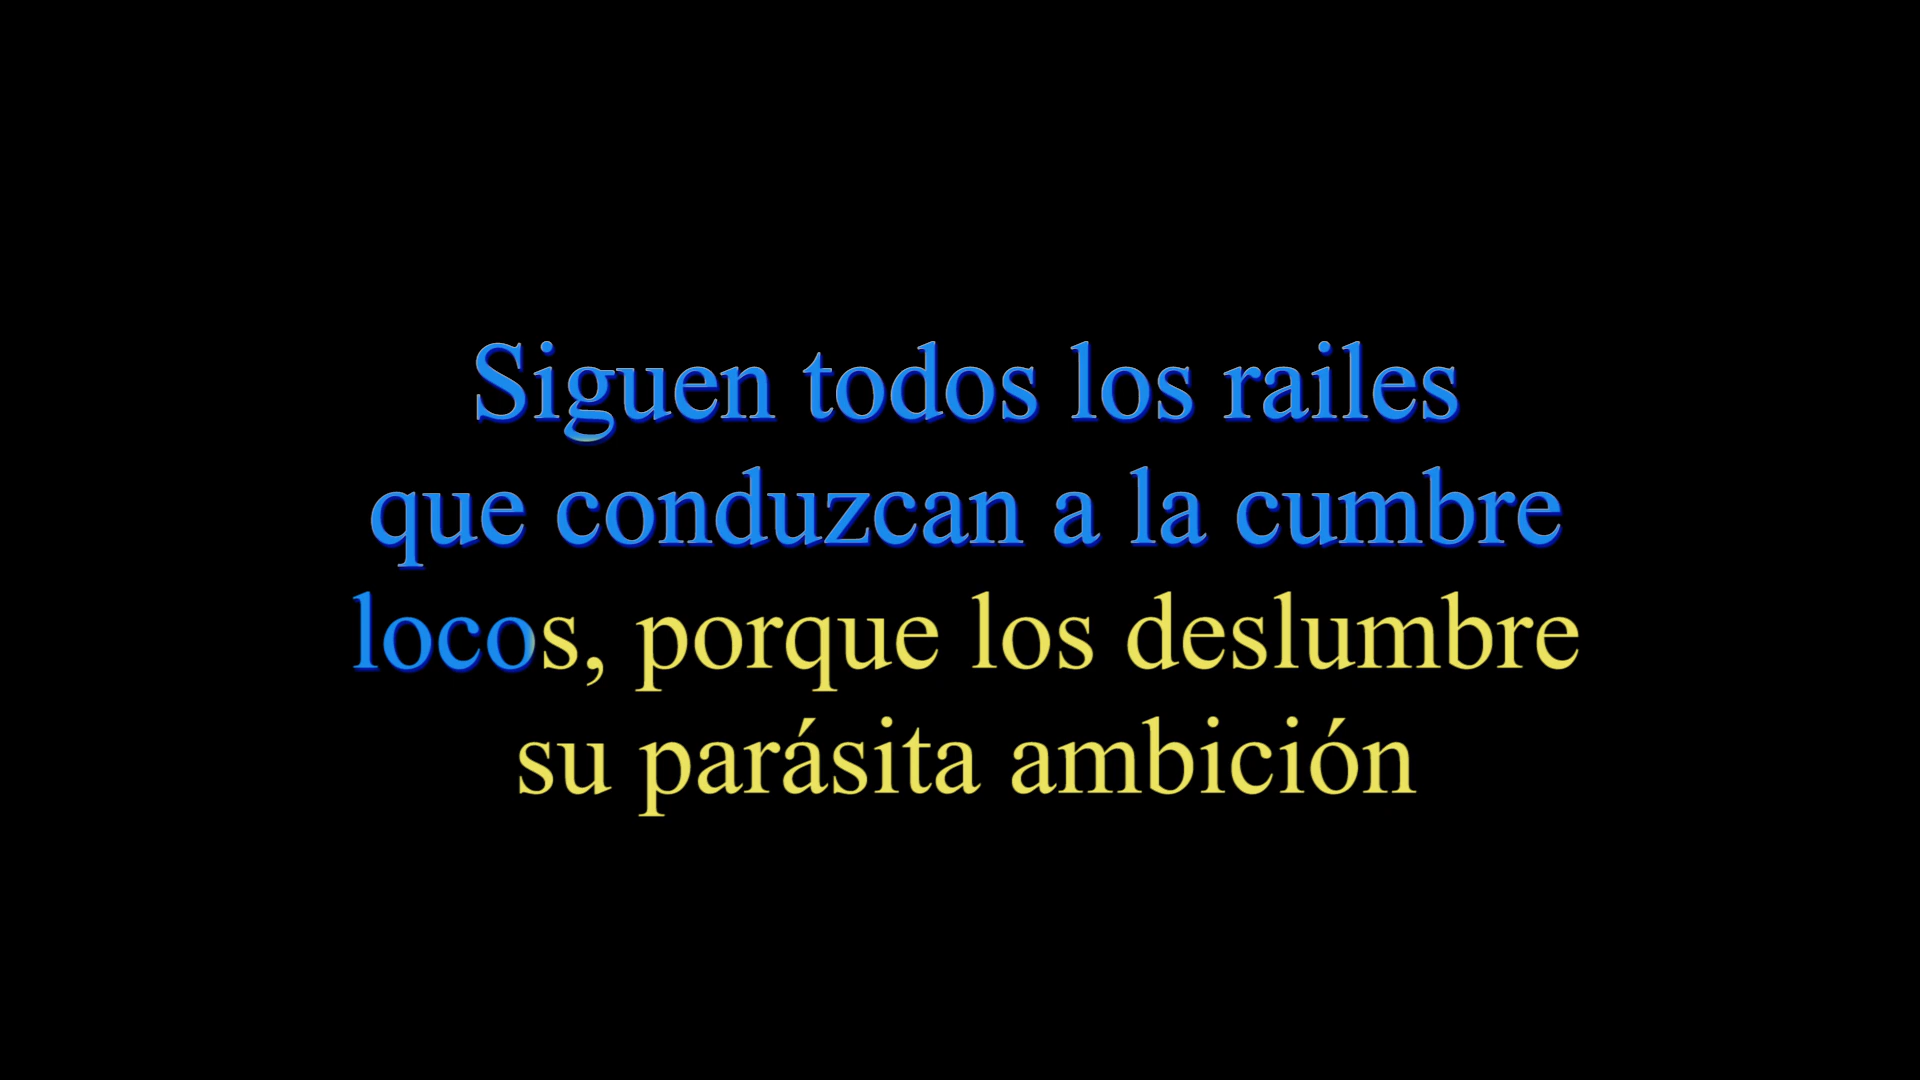 Siguen todos los railes
que conduzcan a la cumbre
locos, porque los deslumbre
su parásita ambición